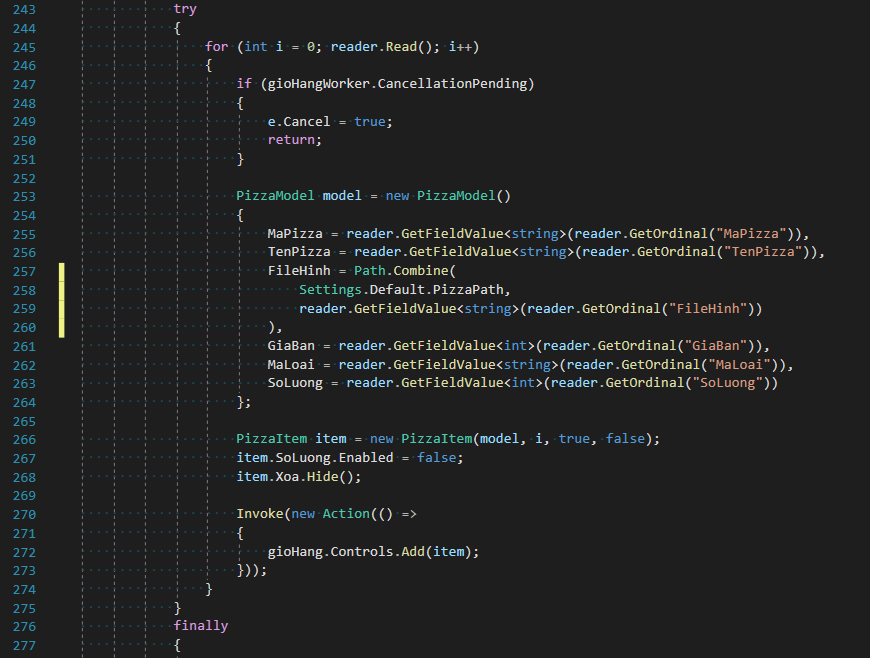 243 try
244 {
245 for (int i = 0; reader.Read(); i++)
246 {
247 if (gioHangWorker.CancellationPending)
248 {
249 e.Cancel = true;
250 return;
251 }
252
253 PizzaModel model = new PizzaModel()
254 {
255 MaPizza = reader.GetFieldValue<string>(reader.GetOrdinal("MaPizza")),
256 TenPizza = reader.GetFieldValue<string>(reader.GetOrdinal("TenPizza")),
257 FileHinh = Path.Combine(
258 Settings.Default.PizzaPath,
259 reader.GetFieldValue<string>(reader.GetOrdinal("FileHinh"))
260 ),
261 GiaBan = reader.GetFieldValue<int>(reader.GetOrdinal("GiaBan")),
262 MaLoai = reader.GetFieldValue<string>(reader.GetOrdinal("MaLoai")),
263 SoLuong = reader.GetFieldValue<int>(reader.GetOrdinal("SoLuong"))
264 };
265
266 PizzaItem item = new PizzaItem(model, i, true, false);
267 item.SoLuong.Enabled = false;
268 item.Xoa.Hide();
269
270 Invoke(new Action(() =>
271 {
272 gioHang.Controls.Add(item);
273 }));
274 }
275 }
276 finally
277 {